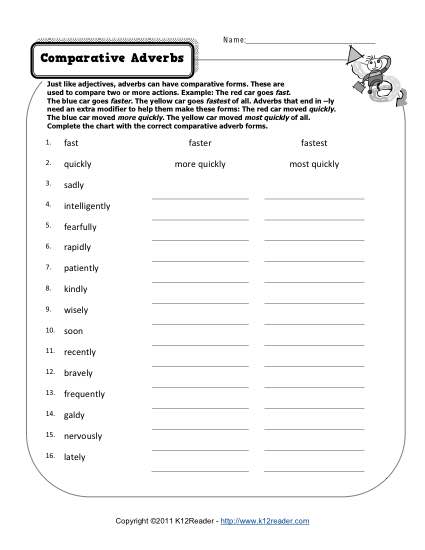 Name:
Comparative Adverbs
Just like adjectives, adverbs can have comparative forms. These are
used to compare two or more actions. Example: The red car goes fast.
The blue car goes faster. The yellow car goes fastest of all. Adverbs that end in –ly
need an extra modifier to help them make these forms: The red car moved quickly.
The blue car moved more quickly. The yellow car moved most quickly of all.
Complete the chart with the correct comparative adverb forms.
1. fast faster fastest
2. quickly more quickly most quickly
3. sadly
4. intelligently
5. fearfully
6. rapidly
7. patiently
8. kindly
9. wisely
10. soon
11. recently
12. bravely
13. frequently
14. galdy
15. nervously
16. lately
Copyright ©2011 K12Reader - http://www.k12reader.com